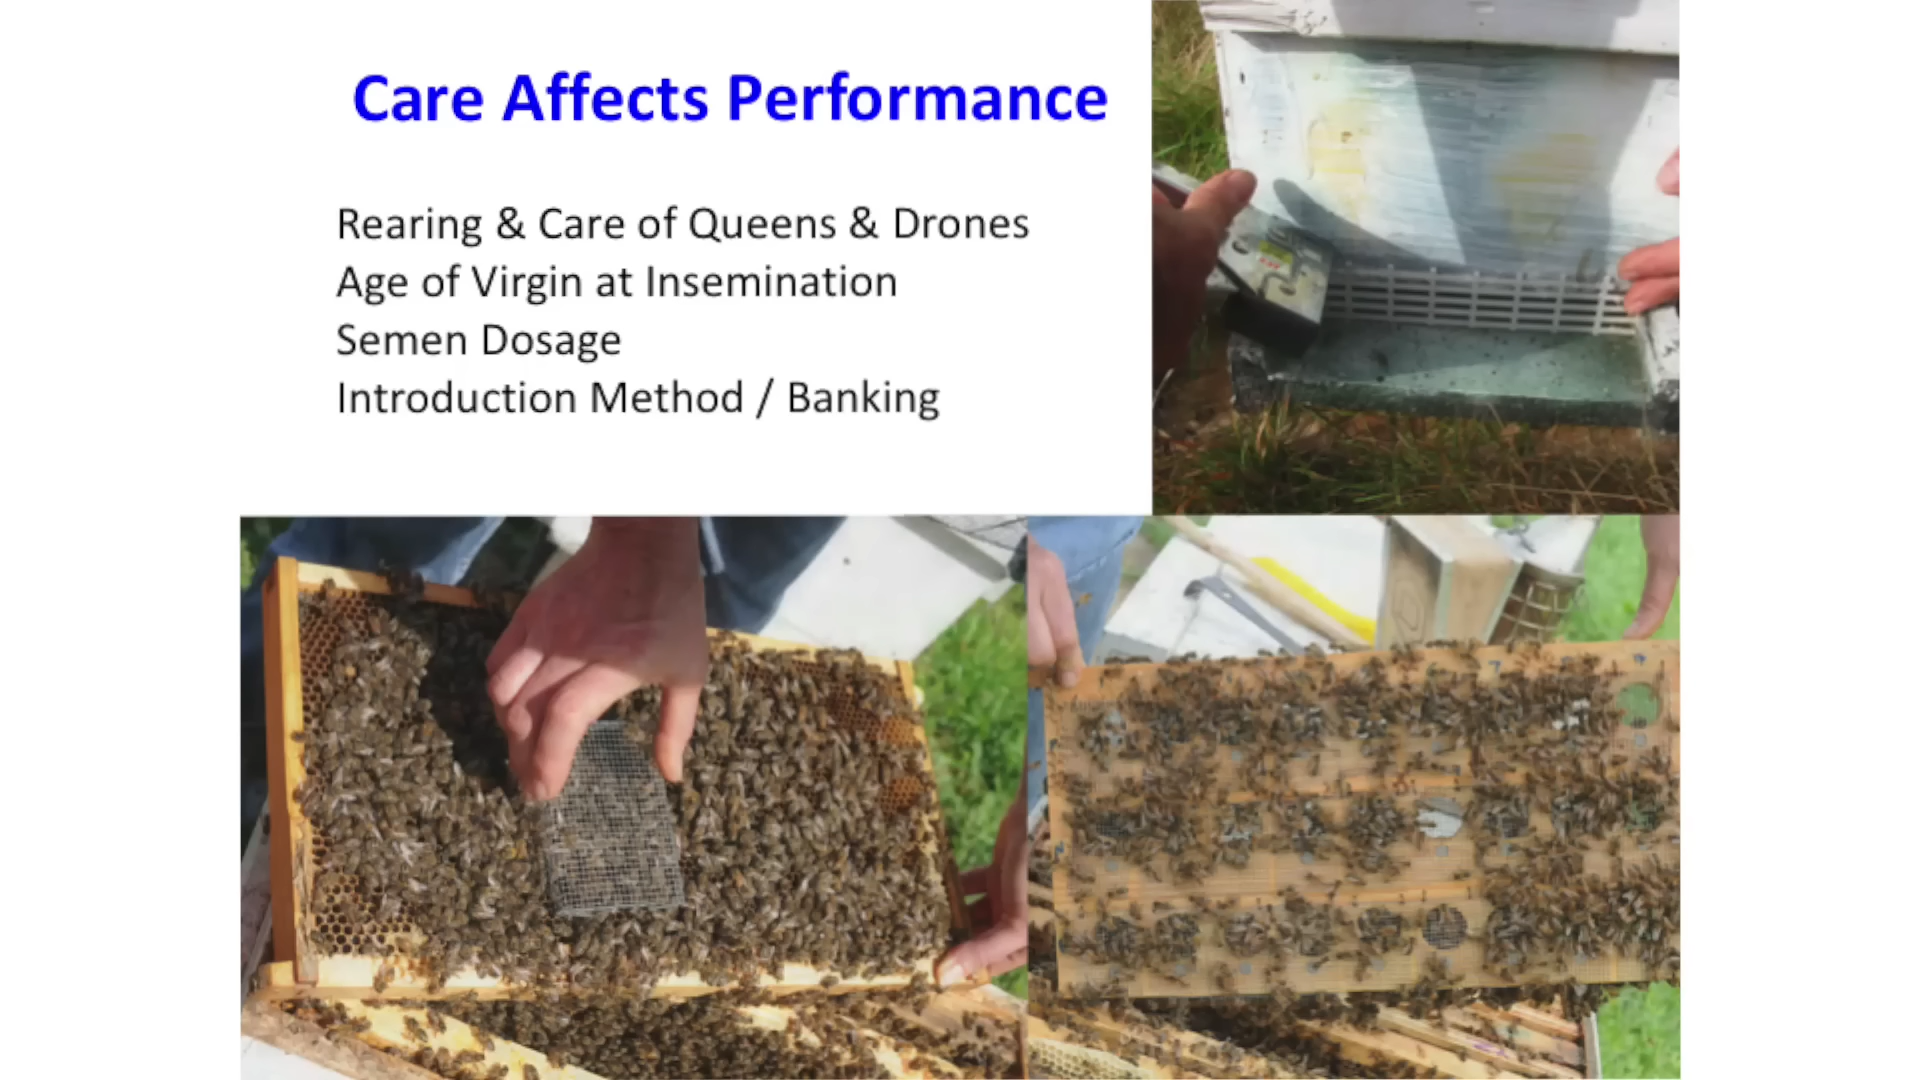 Care Affects Performance
Rearing & Care of Queens & Drones
Age of Virgin at Insemination
Semen Dosage
Introduction Method / Banking